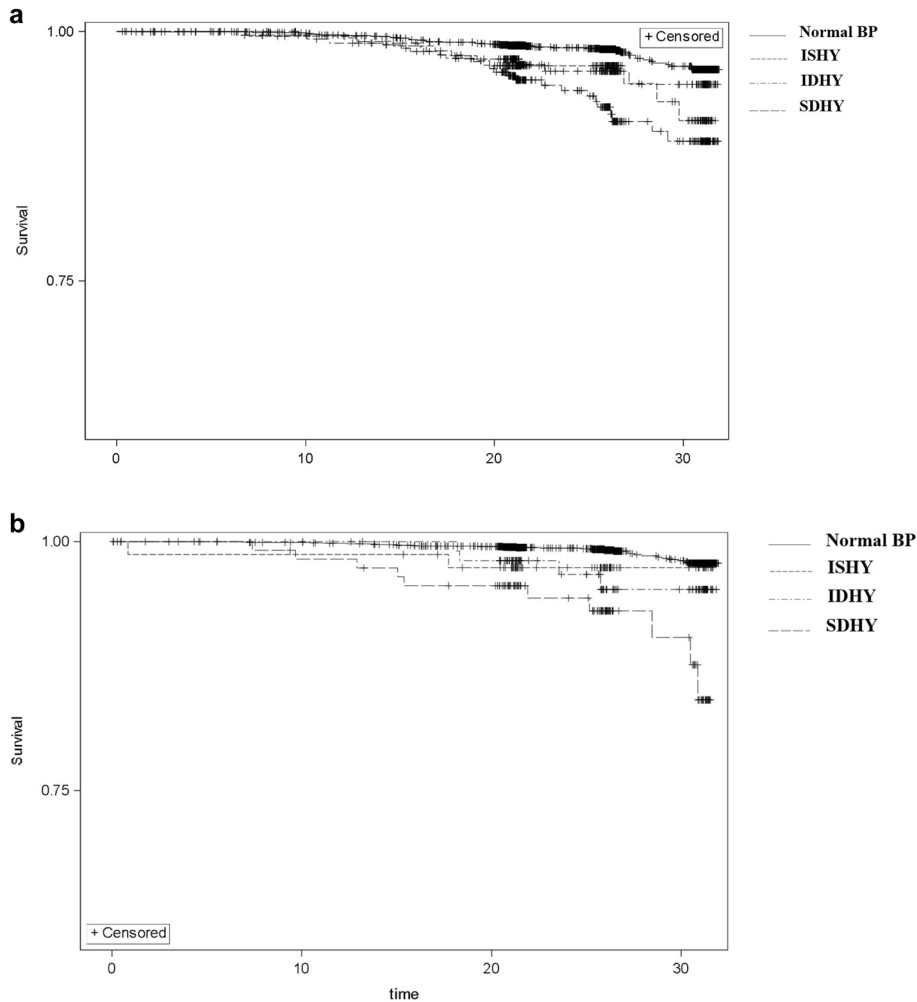 a
1.00
+ Censored
Normal BP
ISHY
IDHY
SDHY
Survival
0.75
0 10 20 30
b
1.00
Normal BP
ISHY
IDHY
SDHY
Survival
0.75
+ Censored
0 10 20 30
time